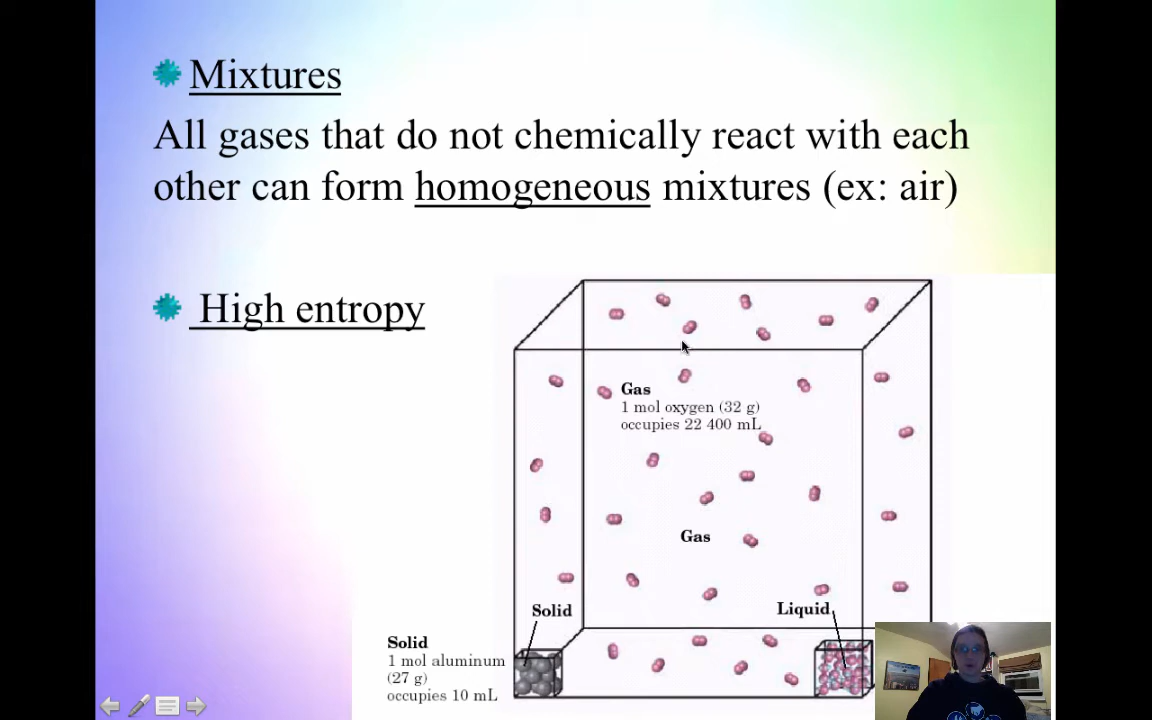 Mixtures
All gases that do not chemically react with each
other can form homogeneous mixtures (ex: air)
High entropy
Gas
1 mol oxygen (32 g)
occupies 22 400 mL
Gas
Solid
Liquid
Solid
1 mol aluminum
(27 g)
occupies 10 mL